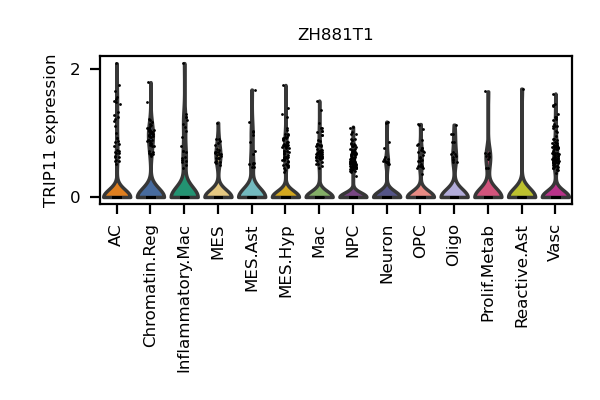 ZH881T1
TRIP11 expression
2
0
AC
Chromatin.Reg
Inflammatory.Mac
MES
MES.Ast
MES.Hyp
Mac
NPC
Neuron
OPC
Oligo
Prolif.Metab
Reactive.Ast
Vasc